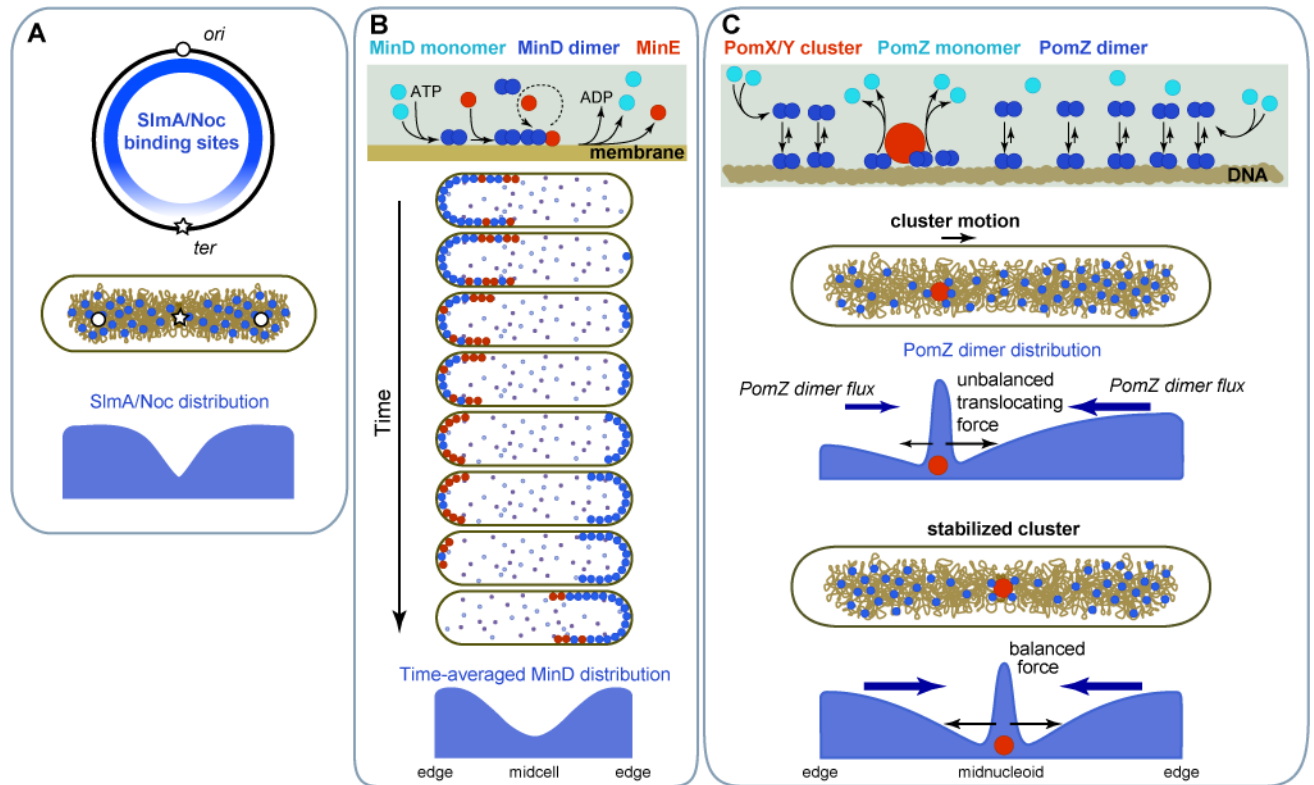 A
ori
SlmA/Noc
binding sites
ter
SlmA/Noc distribution
B
MinD monomer MinD dimer MinE
ATP
ADP
membrane
Time
Time-averaged MinD distribution
edge midcell edge
C
PomX/Y cluster PomZ monomer PomZ dimer
DNA
cluster motion
PomZ dimer distribution
PomZ dimer flux
unbalanced
translocating
force
PomZ dimer flux
stabilized cluster
balanced
force
edge midnucleoid edge